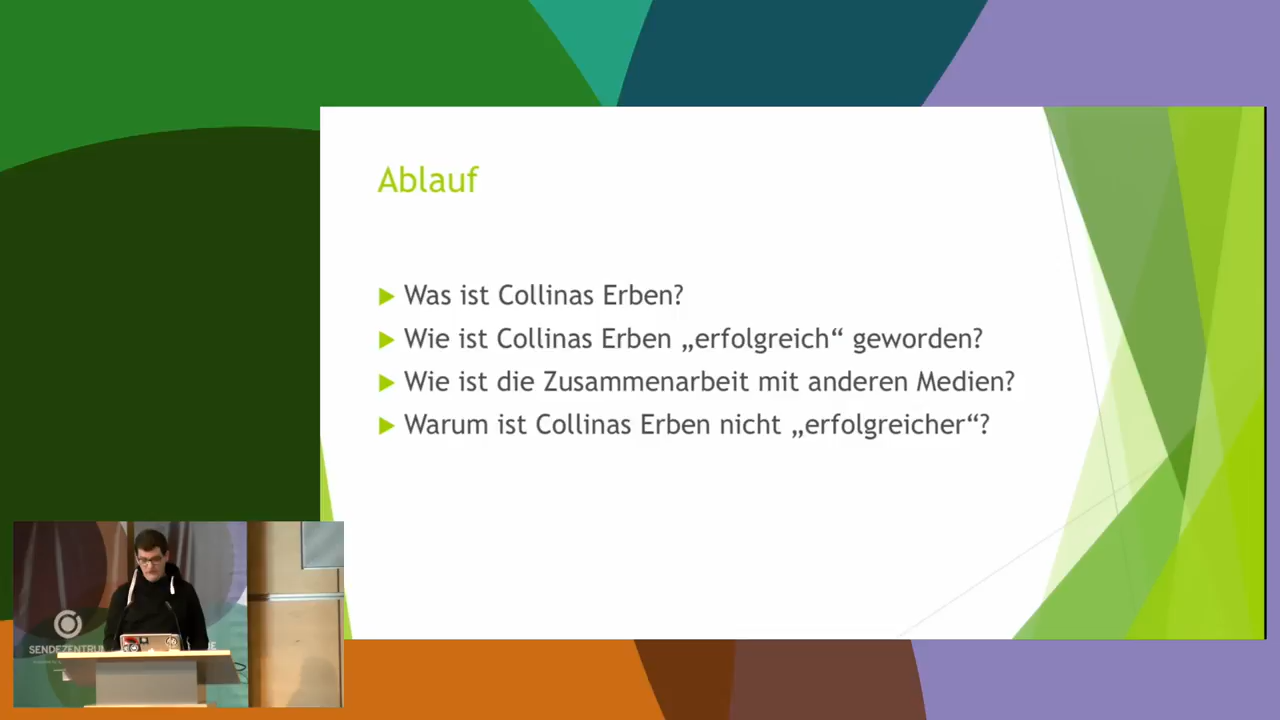 Ablauf
Was ist Collinas Erben?
Wie ist Collinas Erben „erfolgreich“ geworden?
Wie ist die Zusammenarbeit mit anderen Medien?
Warum ist Collinas Erben nicht „erfolgreicher“?
SENDEZENTRUM